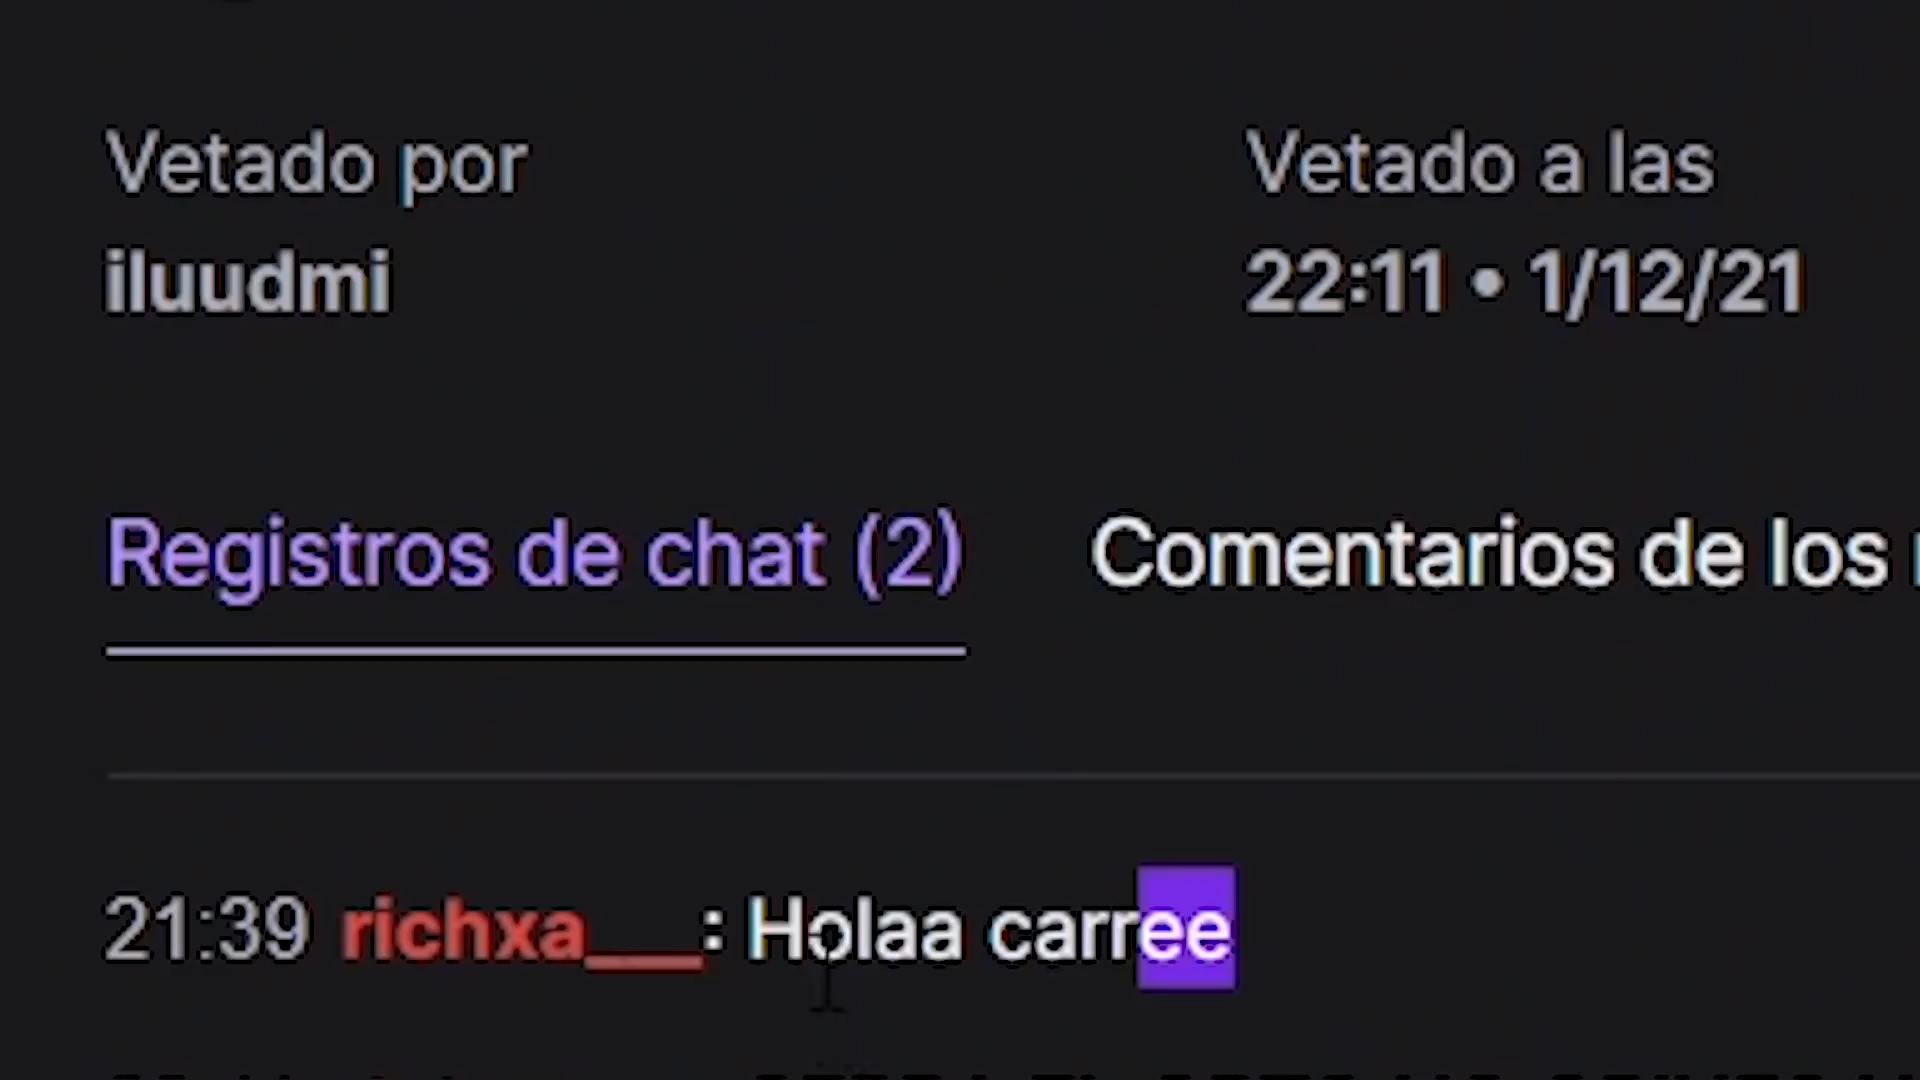 Vetado por
Vetado a las
iluudmi
22:11 • 1/12/21
Registros de chat (2)
Comentarios de los
21:39 richxa__: Holaa carree